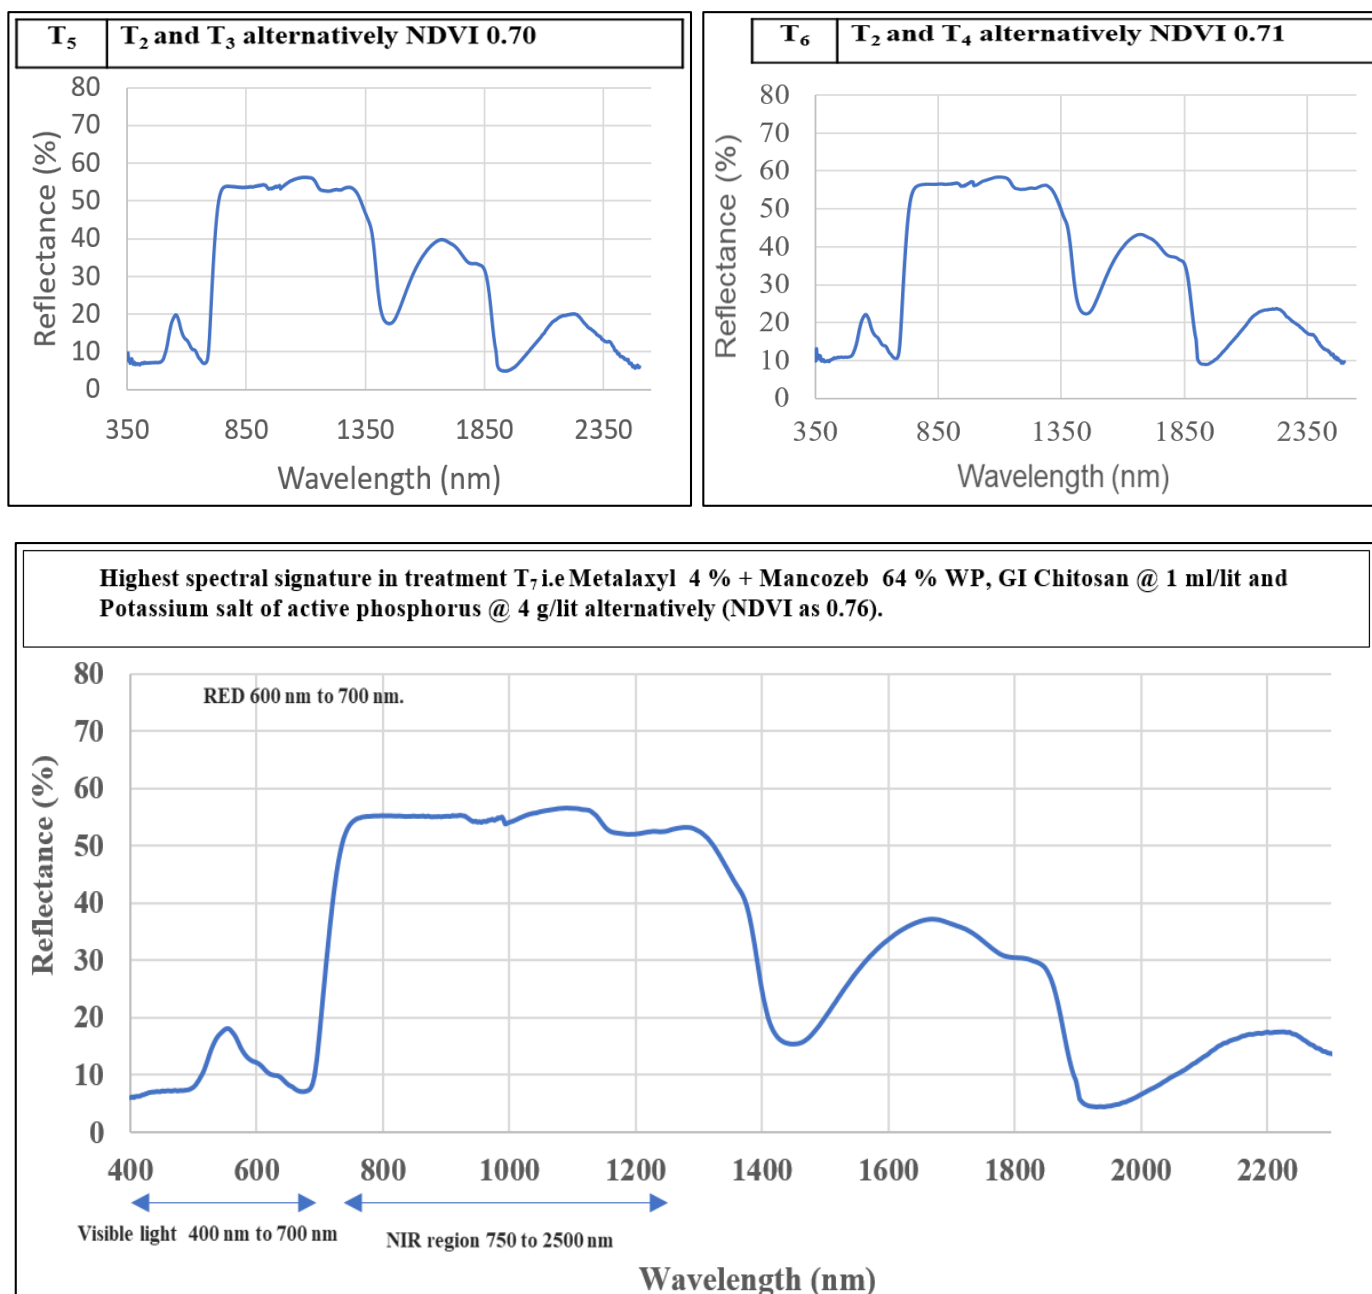 T5 T2 and T3 alternatively NDVI 0.70
80
70
60
50
40
30
20
10
0
Reflectance (%)
350 850 1350 1850 2350
Wavelength (nm)
T6 T2 and T4 alternatively NDVI 0.71
80
70
60
50
40
30
20
10
0
Reflectance (%)
350 850 1350 1850 2350
Wavelength (nm)
Highest spectral signature in treatment T7 i.e Metalaxyl 4 % + Mancozeb 64 % WP, GI Chitosan @ 1 ml/lit and
Potassium salt of active phosphorus @ 4 g/lit alternatively (NDVI as 0.76).
80
RED 600 nm to 700 nm.
70
60
50
40
30
20
10
0
Reflectance (%)
400 600 800 1000 1200 1400 1600 1800 2000 2200
Visible light 400 nm to 700 nm
NIR region 750 to 2500 nm
Wavelength (nm)